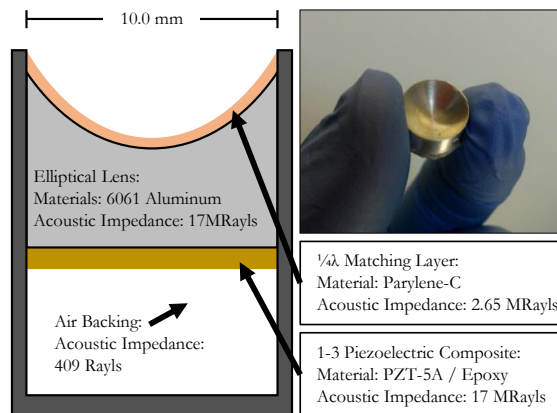 10.0 mm
Elliptical Lens:
Materials: 6061 Aluminum
Acoustic Impedance: 17MRayls
Air Backing:
Acoustic Impedance:
409 Rayls
¼λ Matching Layer:
Material: Parylene-C
Acoustic Impedance: 2.65 MRayls
1-3 Piezoelectric Composite:
Material: PZT-5A / Epoxy
Acoustic Impedance: 17 MRayls